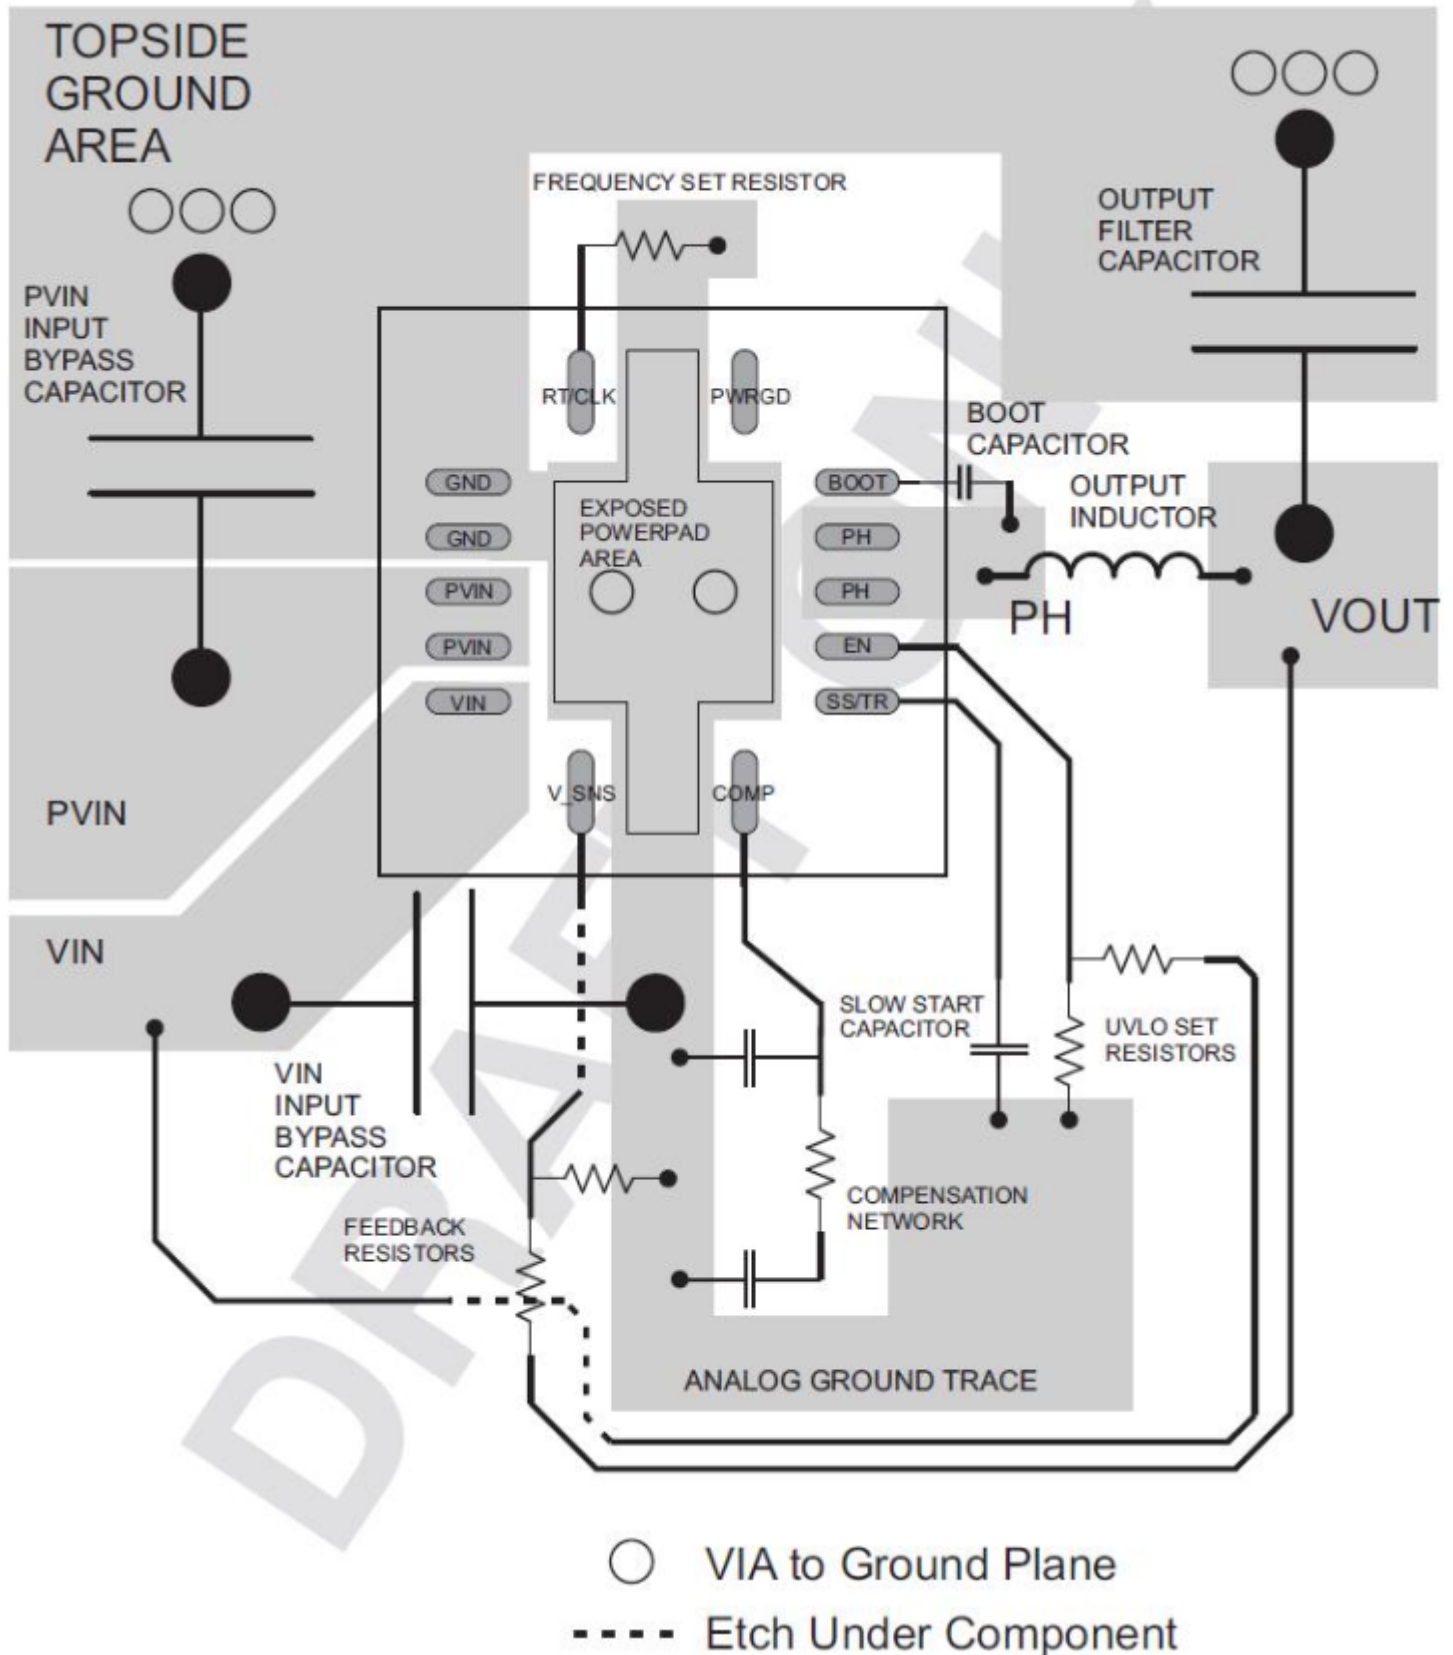 TOPSIDE
GROUND
AREA
FREQUENCY SET RESISTOR
OUTPUT
FILTER
CAPACITOR
PVIN
INPUT
BYPASS
CAPACITOR
RT/CLK
PWRGD
BOOT
CAPACITOR
GND
BOOT
OUTPUT
INDUCTOR
EXPOSED
POWERPAD
AREA
GND
PH
PVIN
PH
PH
VOUT
PVIN
EN
VIN
SS/TR
V_SNS
COMP
PVIN
VIN
SLOW START
CAPACITOR
UVLO SET
RESISTORS
VIN
INPUT
BYPASS
CAPACITOR
COMPENSATION
NETWORK
FEEDBACK
RESISTORS
ANALOG GROUND TRACE
VIA to Ground Plane
Etch Under Component